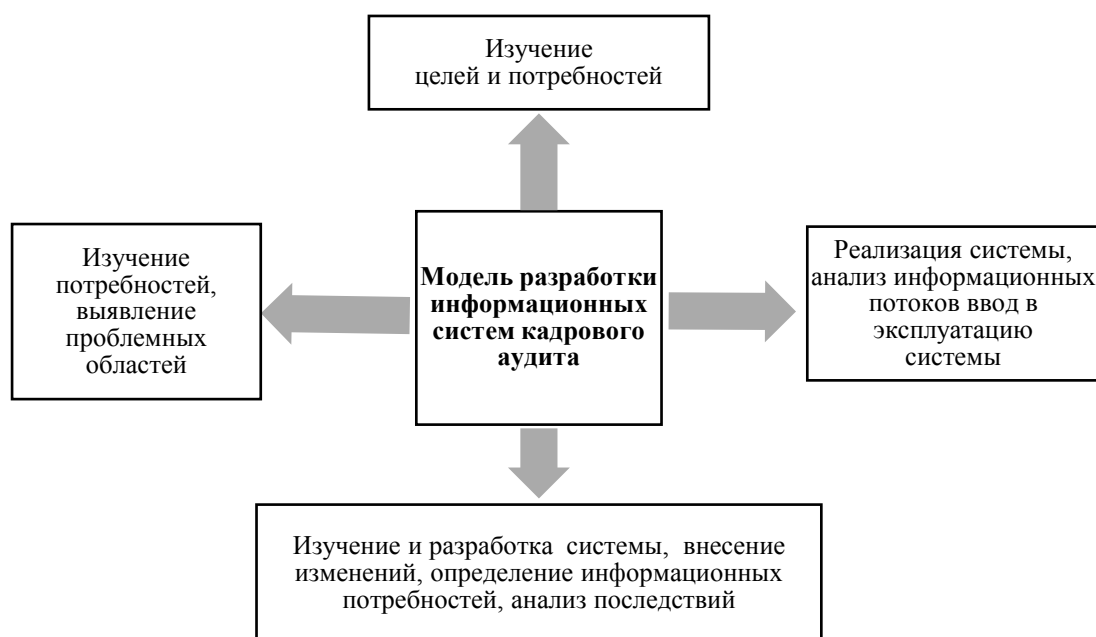 Изучение
целей и потребностей
Изучение
потребностей,
выявление
проблемных
областей
Модель разработки
информационных
систем кадрового
аудита
Реализация системы,
анализ информационных
потоков ввод в
эксплуатацию
системы
Изучение и разработка системы, внесение
изменений, определение информационных
потребностей, анализ последствий